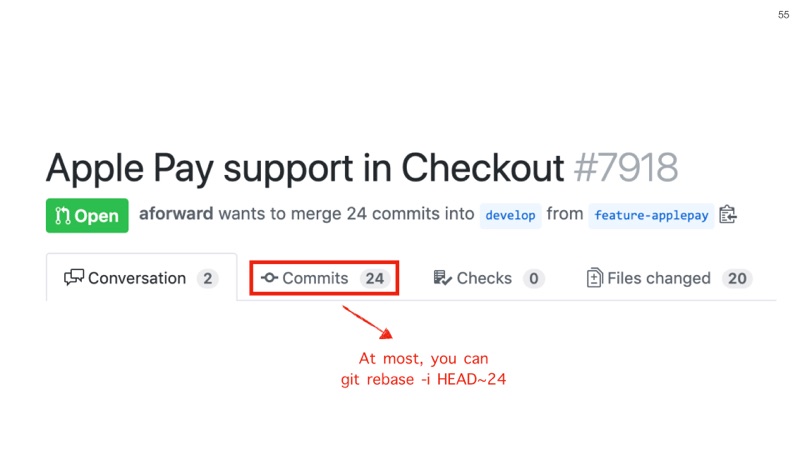 55
Apple Pay support in Checkout #7918
Open aforward wants to merge 24 commits into develop from feature-applepay
Conversation 2 Commits 24 Checks 0 Files changed 20
At most, you can
git rebase -i HEAD~24